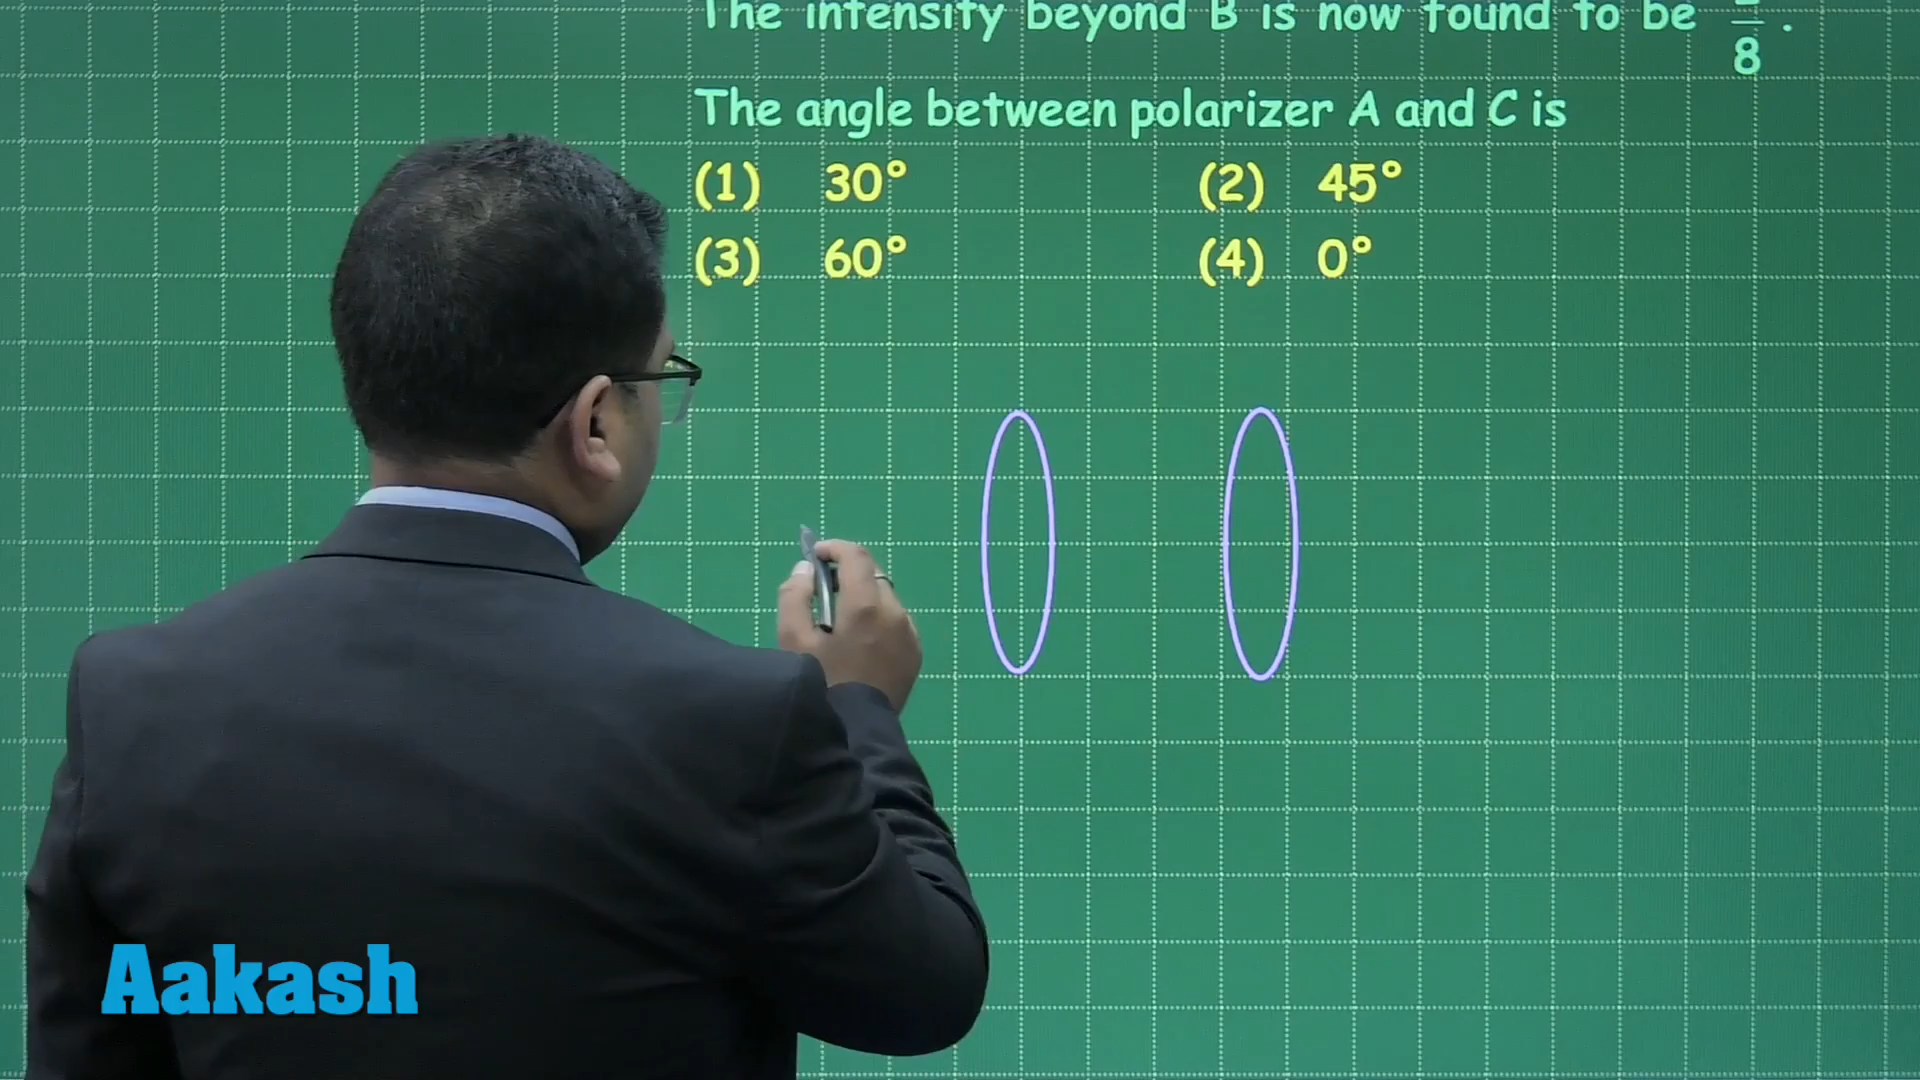 The intensity beyond B is now found to be /8.
The angle between polarizer A and C is
(1) 30° (2) 45°
(3) 60° (4) 0°
Aakash